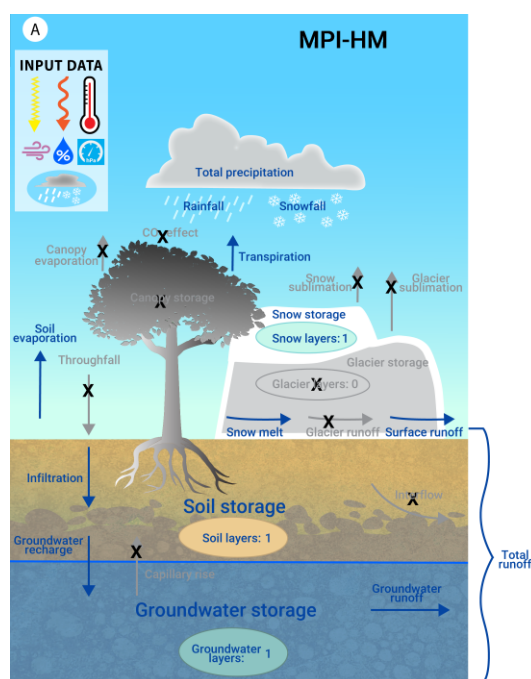 A
MPI-HM
INPUT DATA
%
hPa
Total precipitation
Rainfall
Snowfall
CO₂ effect
Canopy
evaporation
Transpiration
Snow
sublimation
Glacier
sublimation
Canopy storage
Snow storage
Snow layers: 1
Soil
evaporation
Throughfall
Glacier storage
Glacier layers: 0
Snow melt
Glacier runoff
Surface runoff
Infiltration
Interflow
Soil storage
Soil layers: 1
Groundwater
recharge
Total
runoff
Capillary rise
Groundwater storage
Groundwater
runoff
Groundwater
layers: 1